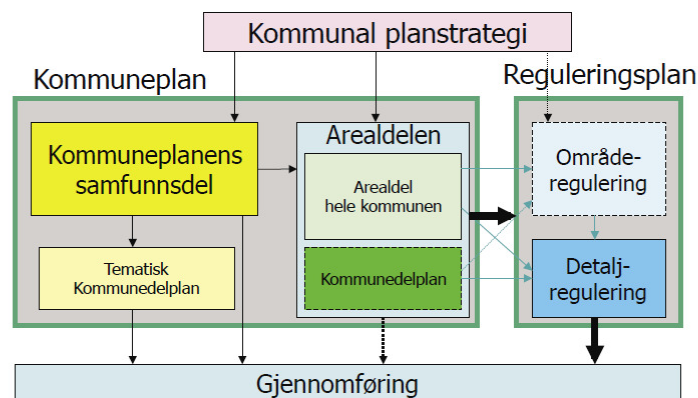 Kommunal planstrategi
Kommuneplan
Reguleringsplan
Kommuneplanens
samfunnsdel
Tematisk
Kommunedelplan
Arealdelen
Arealdel
hele kommunen
Kommunedelplan
Område-
regulering
Detalj-
regulering
Gjennomføring